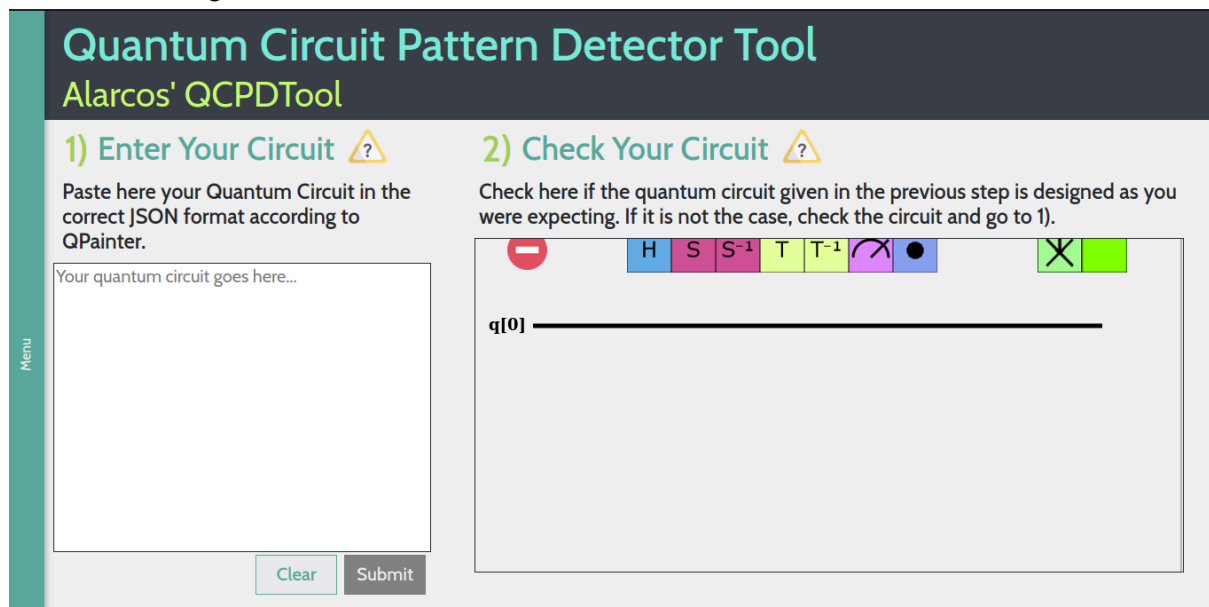 Quantum Circuit Pattern Detector Tool
Alarcos' QCPDTool
Menu
1) Enter Your Circuit ?
Paste here your Quantum Circuit in the
correct JSON format according to
QPainter.
Your quantum circuit goes here...
Clear Submit
2) Check Your Circuit ?
Check here if the quantum circuit given in the previous step is designed as you
were expecting. If it is not the case, check the circuit and go to 1).
H S S⁻¹ T T⁻¹
q[0]